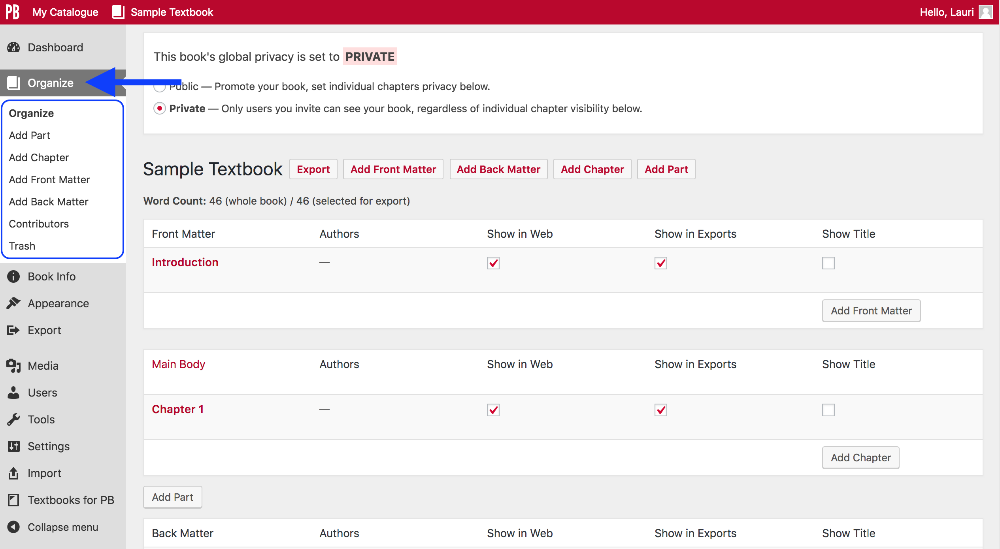 PB My Catalogue Sample Textbook Hello, Lauri
Dashboard
Organize
Organize
Add Part
Add Chapter
Add Front Matter
Add Back Matter
Contributors
Trash
Book Info
Appearance
Export
Media
Users
Tools
Settings
Import
Textbooks for PB
Collapse menu
This book's global privacy is set to PRIVATE
Public — Promote your book, set individual chapters privacy below.
Private — Only users you invite can see your book, regardless of individual chapter visibility below.
Sample Textbook Export Add Front Matter Add Back Matter Add Chapter Add Part
Word Count: 46 (whole book) / 46 (selected for export)
Front Matter Authors Show in Web Show in Exports Show Title
Introduction —
Add Front Matter
Main Body Authors Show in Web Show in Exports Show Title
Chapter 1 —
Add Chapter
Add Part
Back Matter Authors Show in Web Show in Exports Show Title